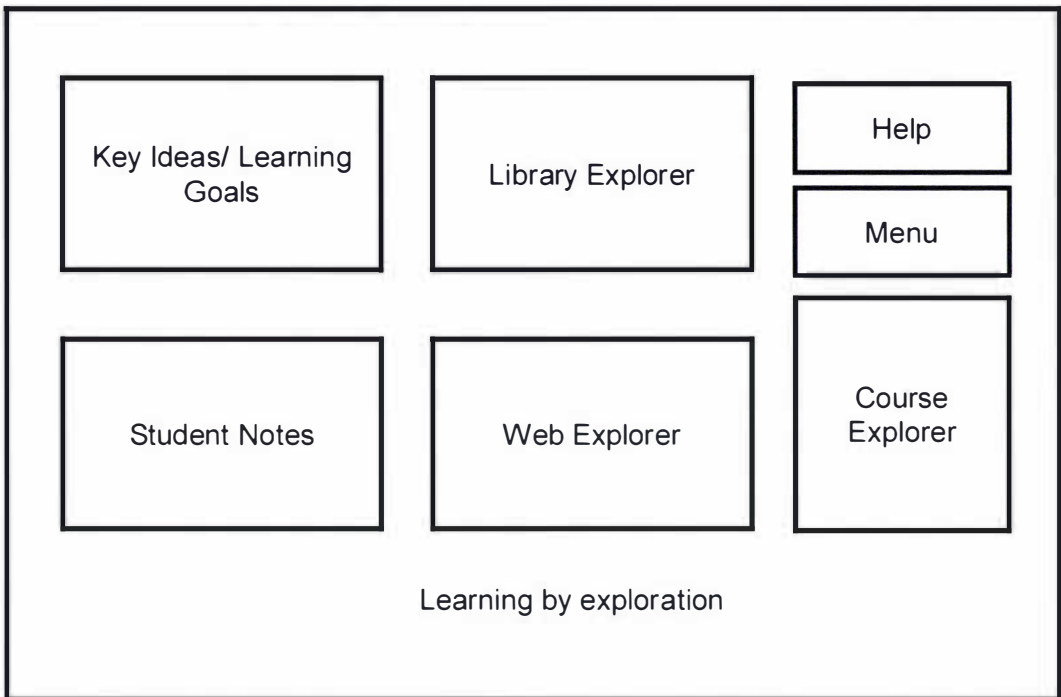 Key Ideas/ Learning
Goals
Library Explorer
Help
Menu
Student Notes
Web Explorer
Course
Explorer
Learning by exploration